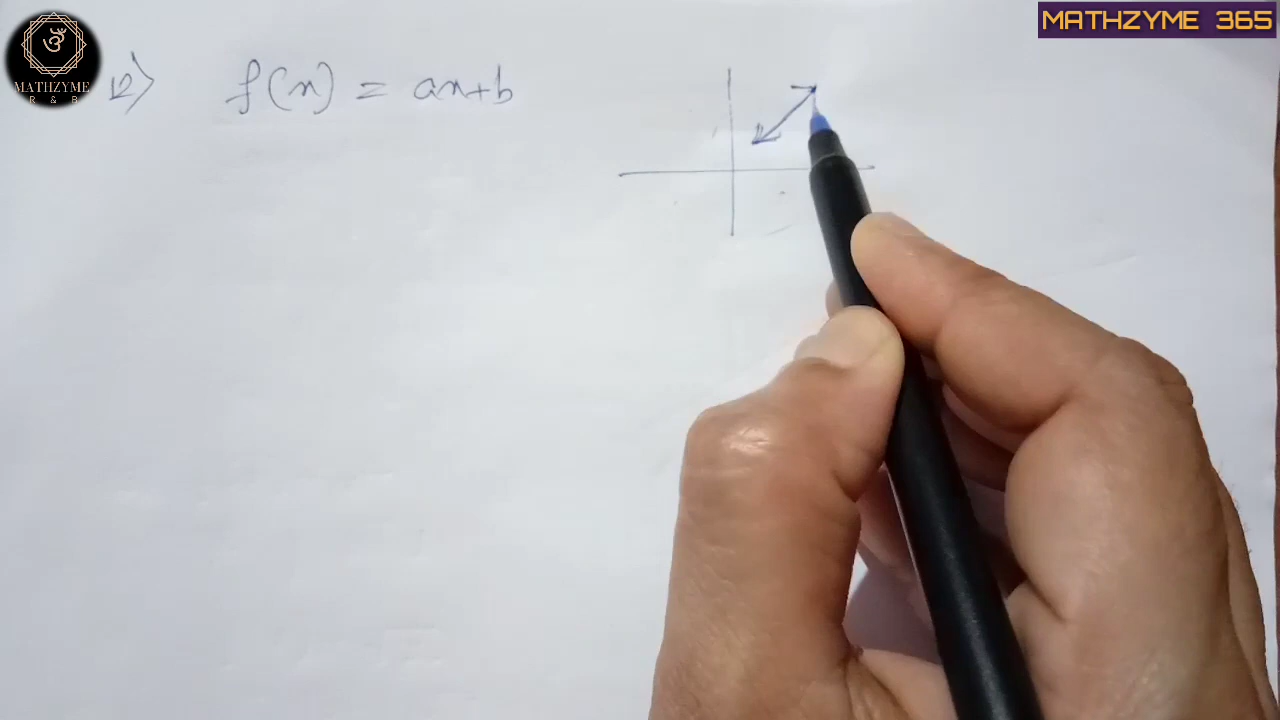 MATHZYME 365
ॐ
MATHZYME
R & B
12) f(x) = ax+b